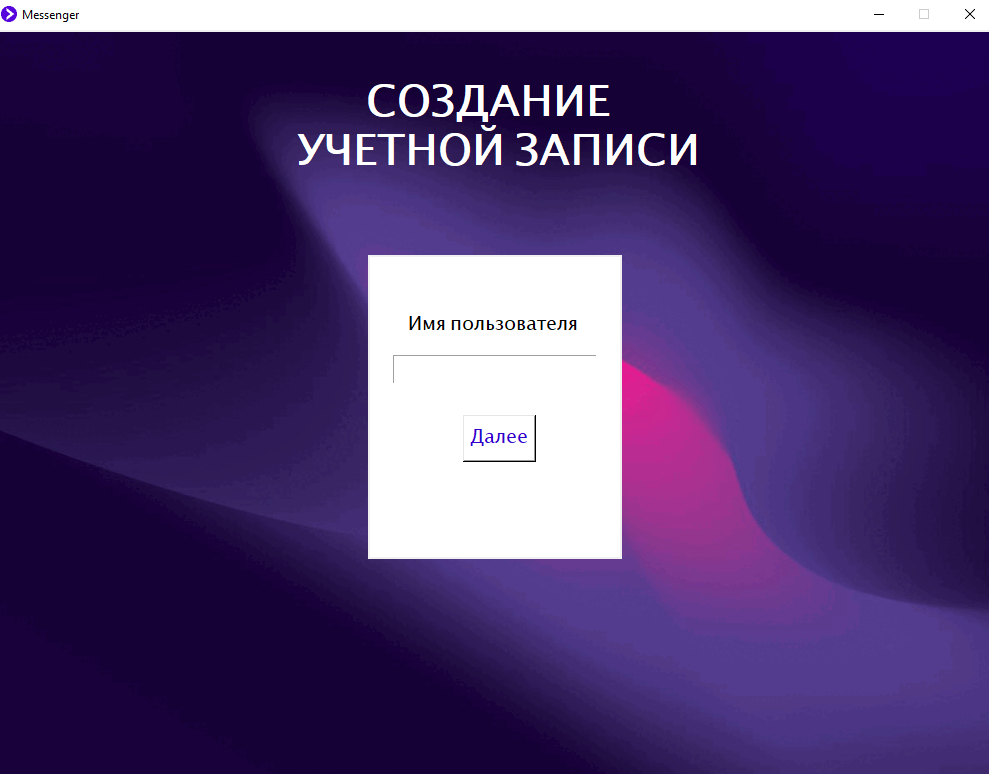 Messenger
СОЗДАНИЕ
УЧЕТНОЙ ЗАПИСИ
Имя пользователя
Далее